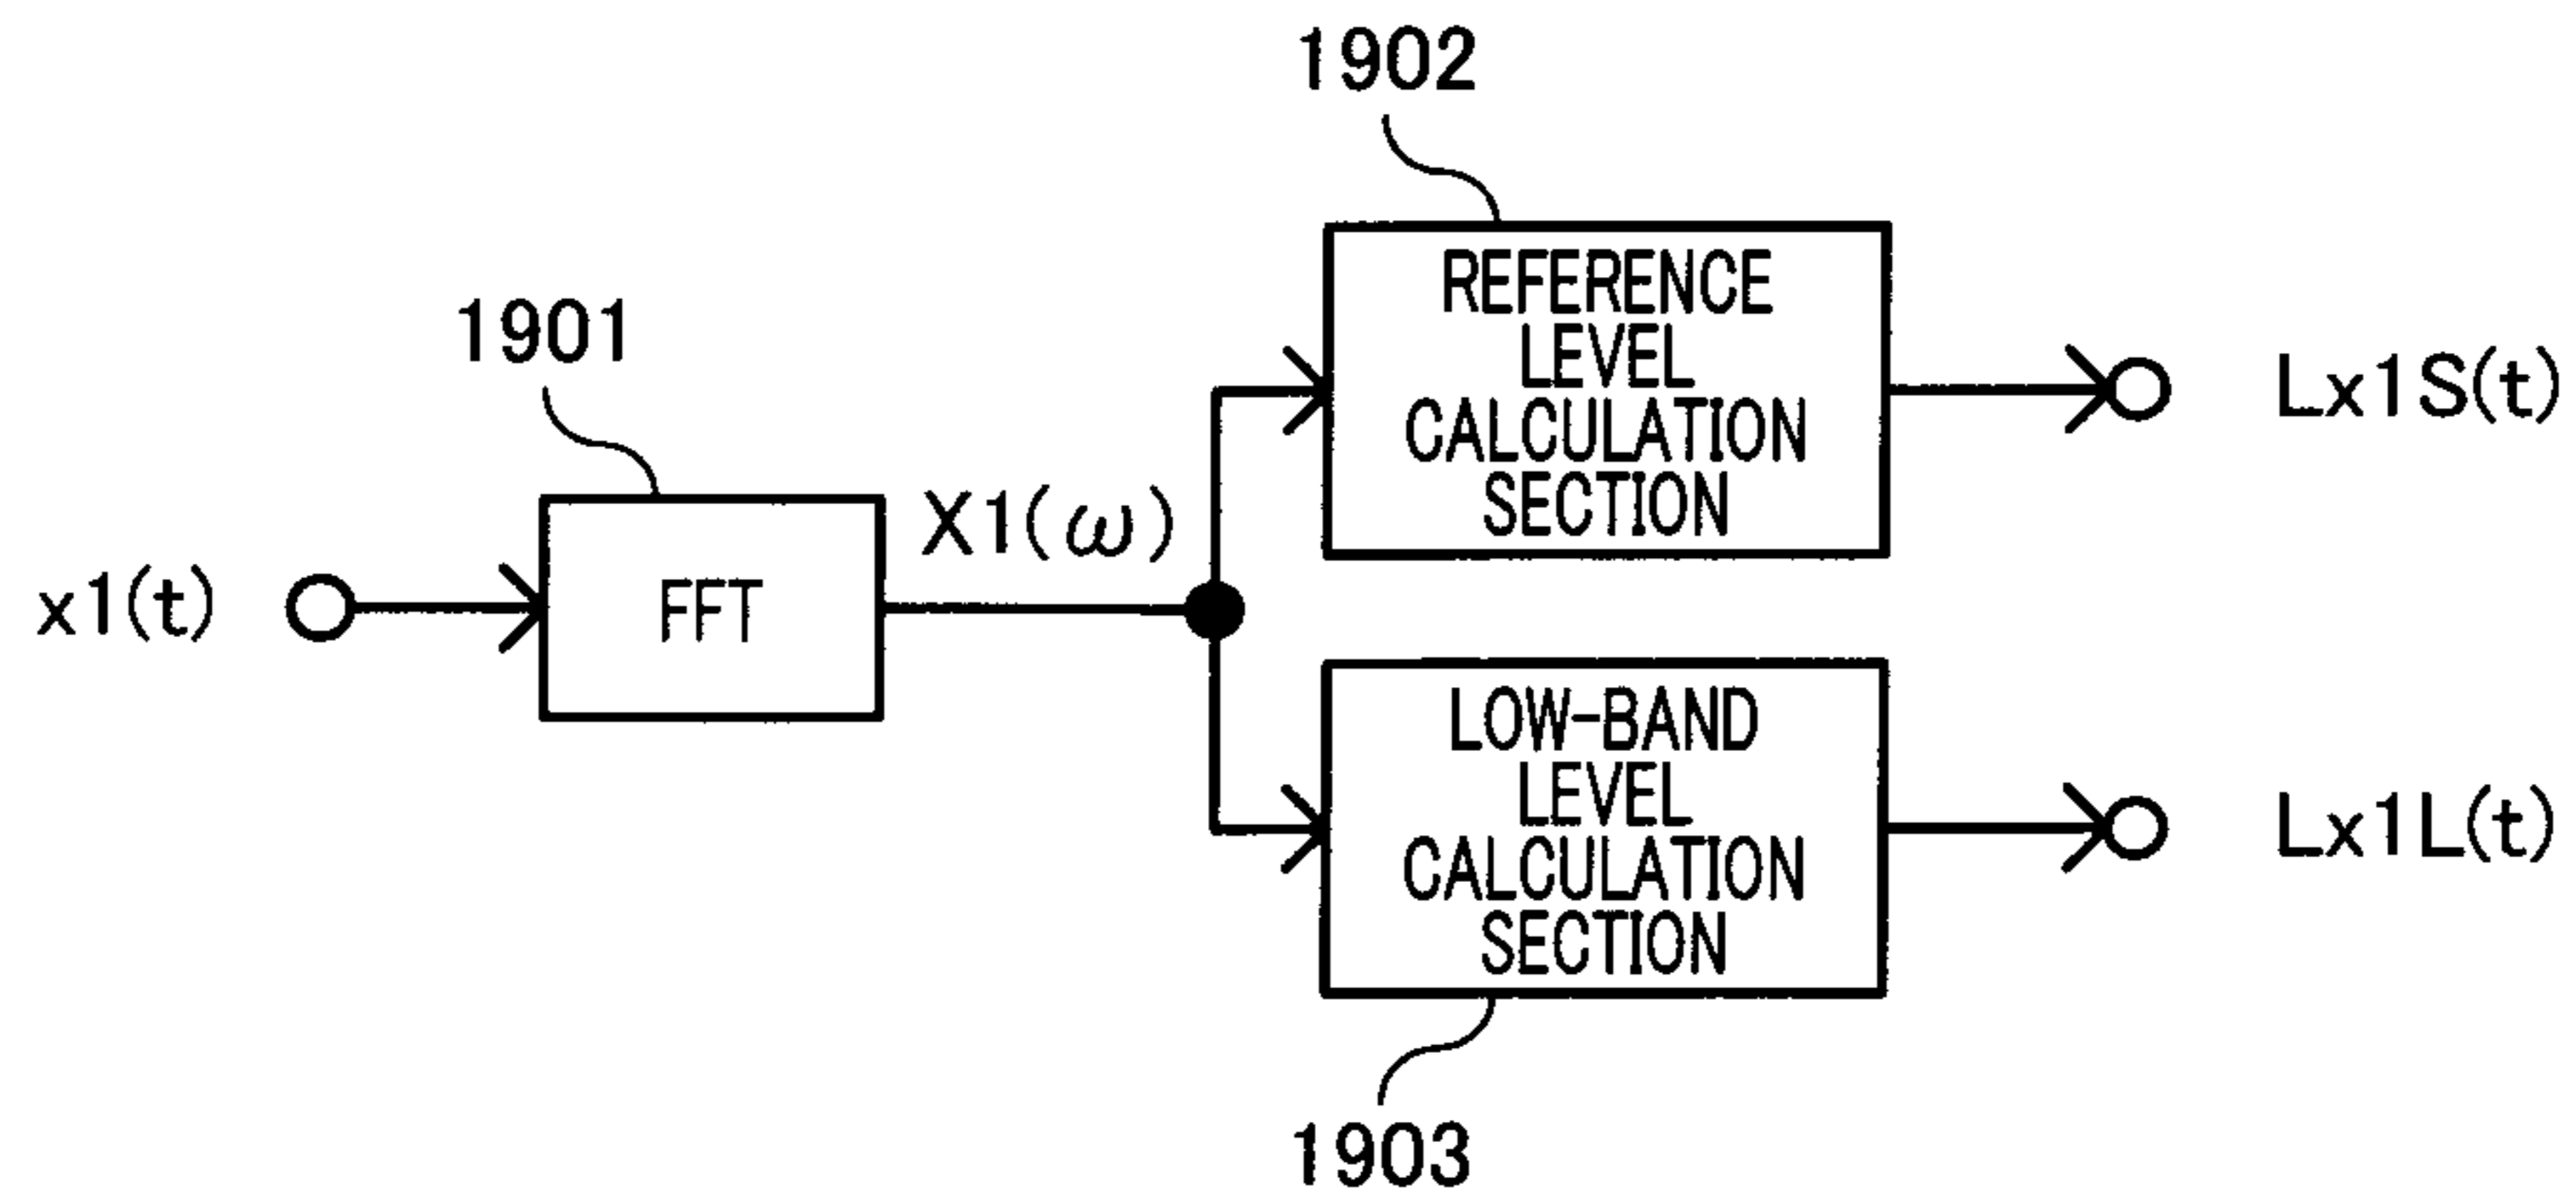 1902
REFERENCE
LEVEL
CALCULATION
SECTION
Lx1S(t)
1901
X1(ω)
x1(t)
FFT
LOW-BAND
LEVEL
CALCULATION
SECTION
Lx1L(t)
1903